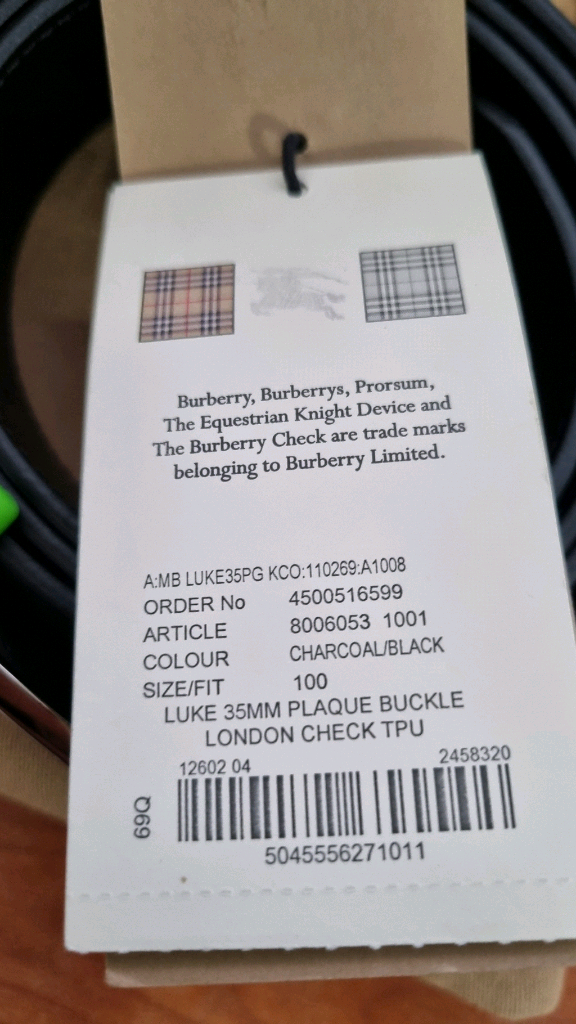 Burberry, Burberrys, Prorsum,
The Equestrian Knight Device and
The Burberry Check are trade marks
belonging to Burberry Limited.
A:MB LUKE35PG KCO:110269:A1008
ORDER No 4500516599
ARTICLE 8006053 1001
COLOUR CHARCOAL/BLACK
SIZE/FIT 100
LUKE 35MM PLAQUE BUCKLE
LONDON CHECK TPU
12602 04 2458320
69Q
5045556271011